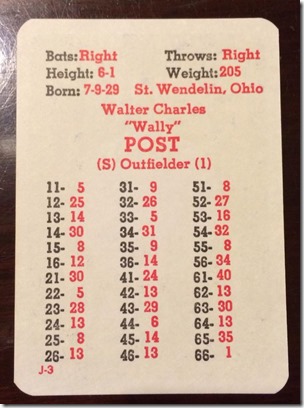 Bats: Right Throws: Right
Height: 6-1 Weight: 205
Born: 7-9-29 St. Wendelin, Ohio
Walter Charles
"Wally"
POST
(S) Outfielder (1)
11- 5 31- 9 51- 8
12- 25 32- 26 52- 27
13- 14 33- 5 53- 16
14- 30 34- 31 54- 32
15- 8 35- 9 55- 8
16- 12 36- 13 56- 34
21- 30 41- 24 61- 40
22- 5 42- 13 62- 13
23- 28 43- 29 63- 30
24- 13 44- 6 64- 13
25- 8 45- 14 65- 35
26- 13 46- 13 66- 1
J-3